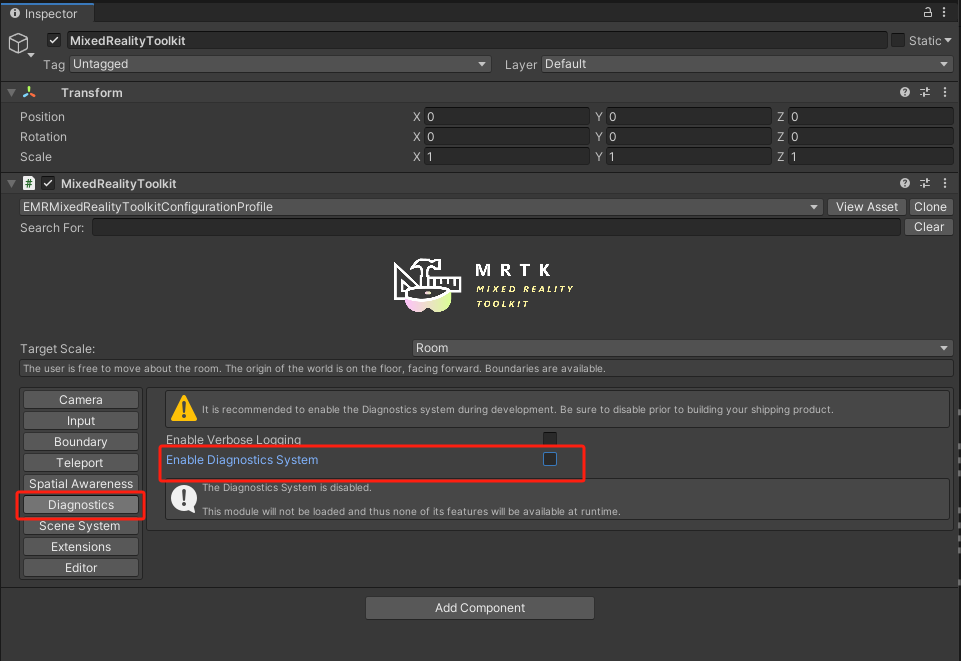 Inspector
MixedRealityToolkit Static
Tag Untagged Layer Default
Transform
Position X 0 Y 0 Z 0
Rotation X 0 Y 0 Z 0
Scale X 1 Y 1 Z 1
# MixedRealityToolkit
EMRMixedRealityToolkitConfigurationProfile View Asset Clone
Search For: Clear
MRTK
MIXED REALITY
TOOLKIT
Target Scale: Room
The user is free to move about the room. The origin of the world is on the floor, facing forward. Boundaries are available.
Camera
Input
Boundary
Teleport
Spatial Awareness
Diagnostics
Scene System
Extensions
Editor
It is recommended to enable the Diagnostics system during development. Be sure to disable prior to building your shipping product.
Enable Verbose Logging
Enable Diagnostics System
The Diagnostics System is disabled.
This module will not be loaded and thus none of its features will be available at runtime.
Add Component